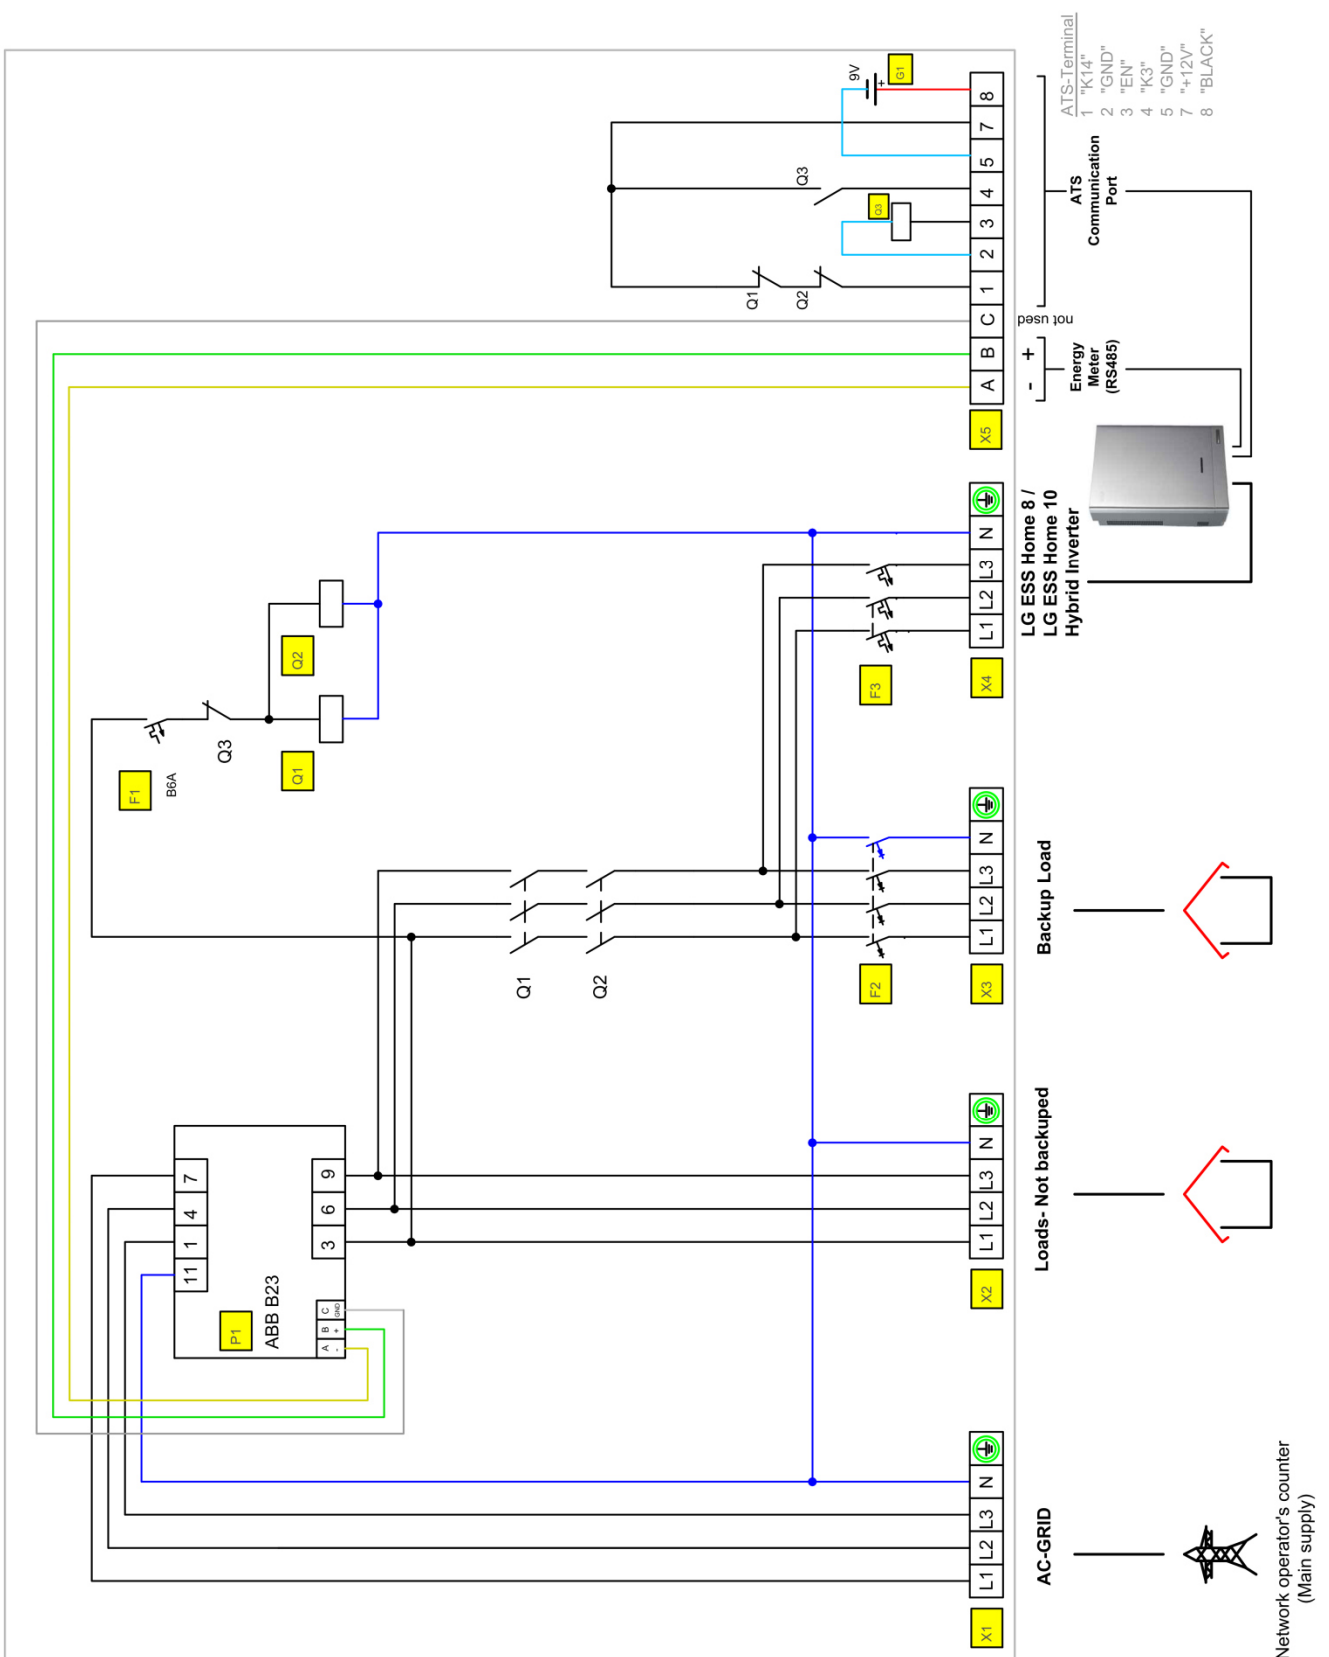 ATS-Terminal
1 "K14"
2 "GND"
3 "EN"
4 "K3"
5 "GND"
7 "+12V"
8 "BLACK"
P1
ABB B23
11
1
4
7
3
6
9
A
-
B
+
C
GND
F1
B6A
Q3
Q1
Q2
Q1
Q2
F2
F3
Q1
Q2
Q3
Q3
9V
+
G1
X1
L1
L2
L3
N
X2
L1
L2
L3
N
X3
L1
L2
L3
N
X4
L1
L2
L3
N
X5
A
B
C
1
2
3
4
5
7
8
-
+
Energy
Meter
(RS485)
not used
ATS
Communication
Port
AC-GRID
Loads- Not backuped
Backup Load
LG ESS Home 8 /
LG ESS Home 10
Hybrid Inverter
Network operator's counter
(Main supply)